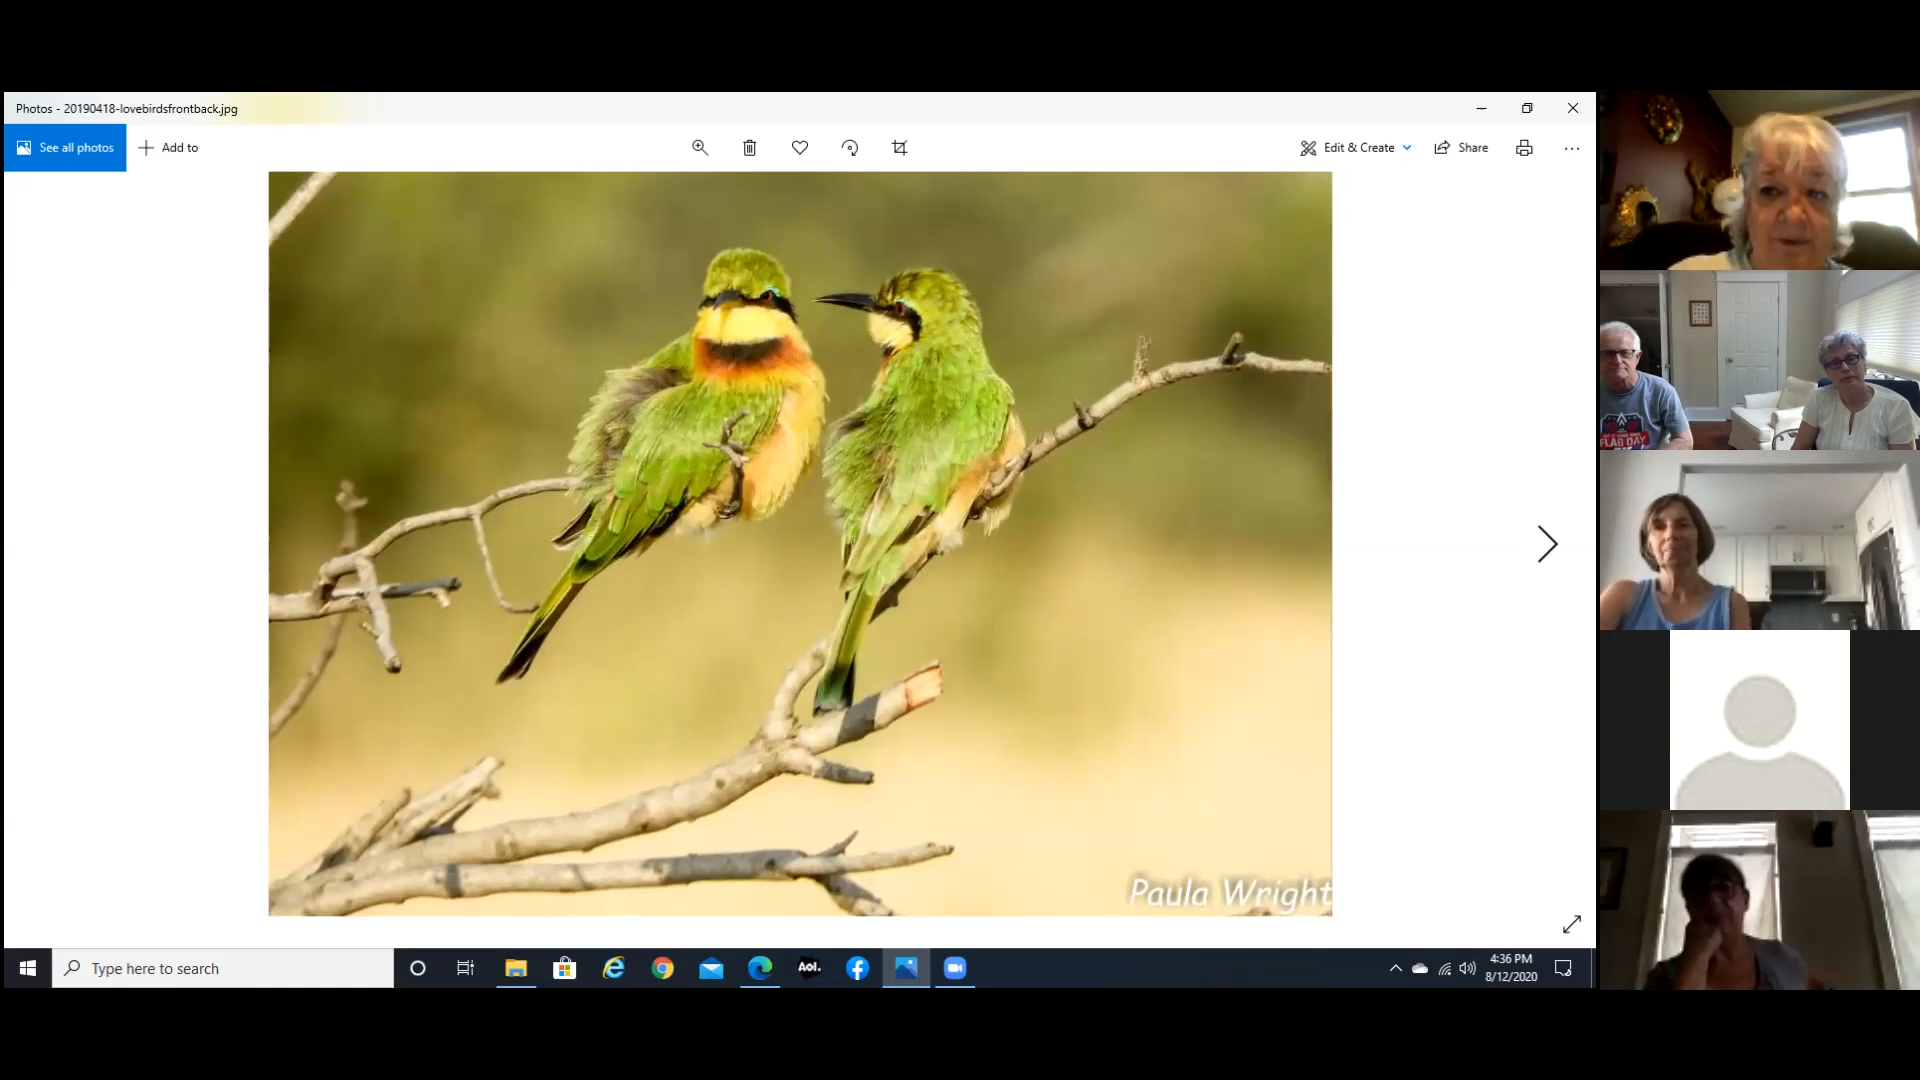 Photos - 20190418-lovebirdsfrontback.jpg
See all photos
Add to
Edit & Create
Share
Paula Wright
FLAG DAY
Type here to search
Aol.
4:36 PM
8/12/2020